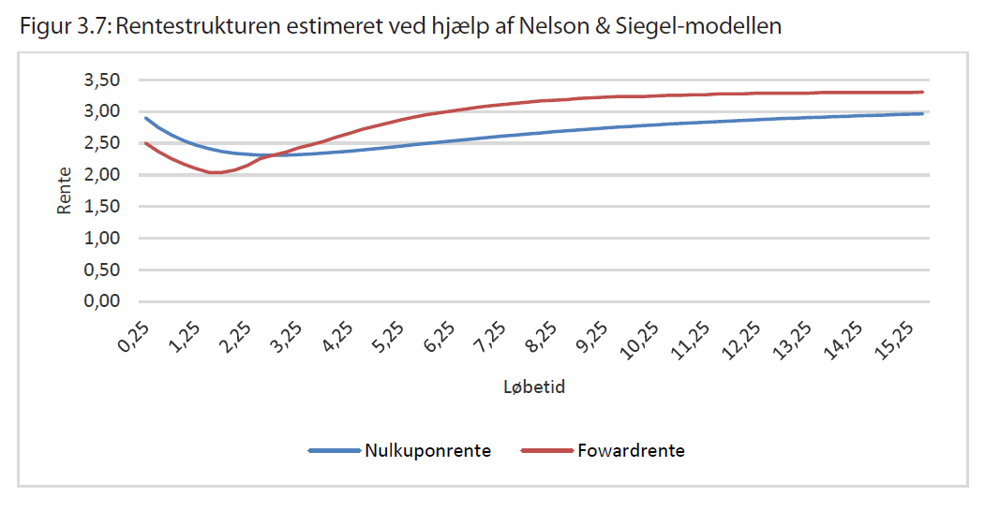 Figur 3.7: Rentestrukturen estimeret ved hjælp af Nelson & Siegel-modellen
3,50
3,00
2,50
2,00
1,50
1,00
0,50
0,00
Rente
0,25 1,25 2,25 3,25 4,25 5,25 6,25 7,25 8,25 9,25 10,25 11,25 12,25 13,25 14,25 15,25
Løbetid
Nulkuponrente Fowardrente